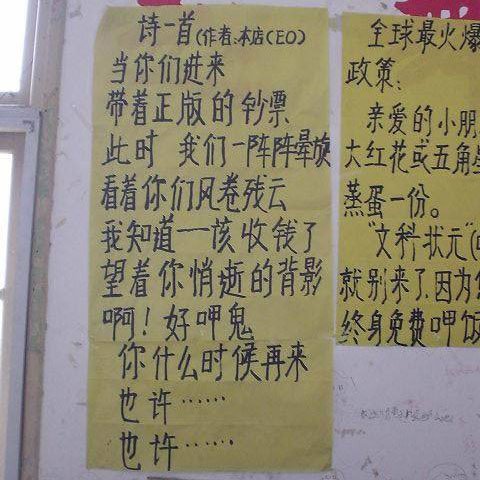 诗一首(作者:本店CEO)
当你们进来
带着正版的钞票
此时 我们一阵阵晕旋
看着你们风卷残云
我知道——该收钱了
望着你悄逝的背影
啊！好呷鬼
你什么时候再来
也许……
也许……
全球最火爆
政策：
亲爱的小朋
大红花或五角星
蒸蛋一份。
"文科状元"(
就别来了,因为
终身免费呷饭